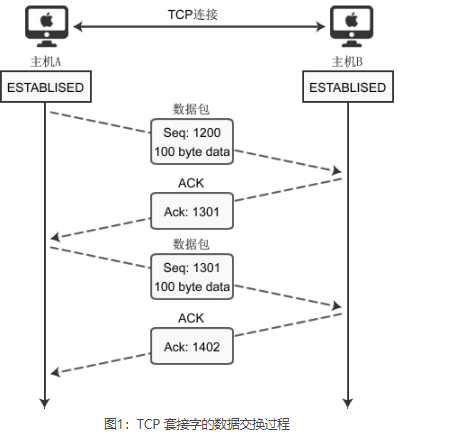 TCP连接
主机A
主机B
ESTABLISED
ESTABLISED
数据包
Seq: 1200
100 byte data
ACK
Ack: 1301
数据包
Seq: 1301
100 byte data
ACK
Ack: 1402
图1：TCP 套接字的数据交换过程